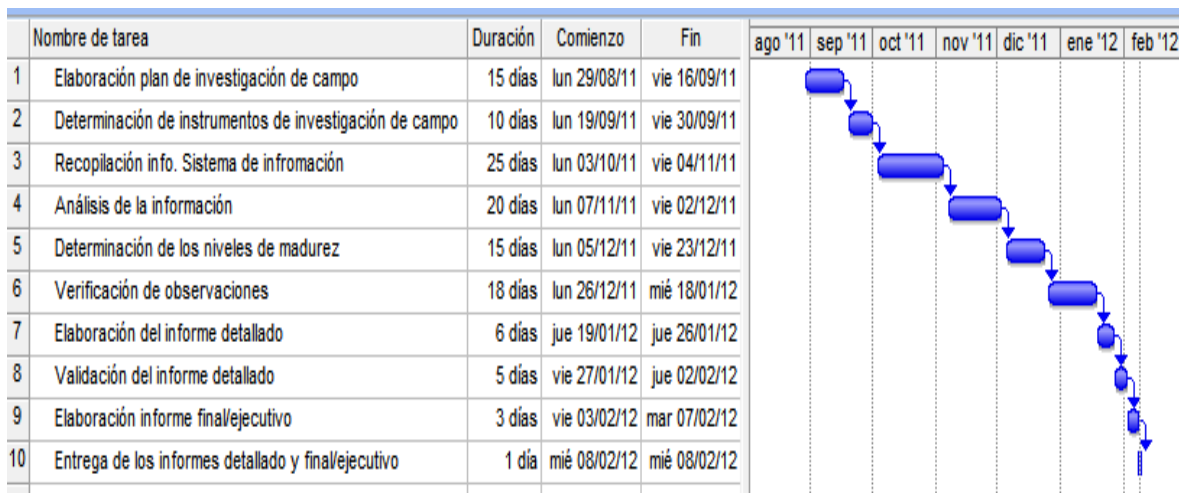 Nombre de tarea Duración Comienzo Fin ago '11 sep '11 oct '11 nov '11 dic '11 ene '12 feb '12
1 Elaboración plan de investigación de campo 15 días lun 29/08/11 vie 16/09/11
2 Determinación de instrumentos de investigación de campo 10 días lun 19/09/11 vie 30/09/11
3 Recopilación info. Sistema de infromación 25 días lun 03/10/11 vie 04/11/11
4 Análisis de la información 20 días lun 07/11/11 vie 02/12/11
5 Determinación de los niveles de madurez 15 días lun 05/12/11 vie 23/12/11
6 Verificación de observaciones 18 días lun 26/12/11 mié 18/01/12
7 Elaboración del informe detallado 6 días jue 19/01/12 jue 26/01/12
8 Validación del informe detallado 5 días vie 27/01/12 jue 02/02/12
9 Elaboración informe final/ejecutivo 3 días vie 03/02/12 mar 07/02/12
10 Entrega de los informes detallado y final/ejecutivo 1 día mié 08/02/12 mié 08/02/12